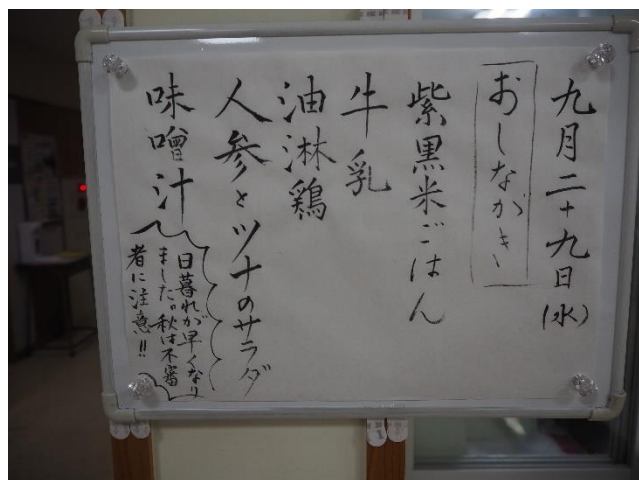 九月二十九日(水)
おしながき
紫黒米ごはん
牛乳
油淋鶏
人参とツナのサラダ
味噌汁
日暮れが早くなり
ました。秋は不審
者に注意!!